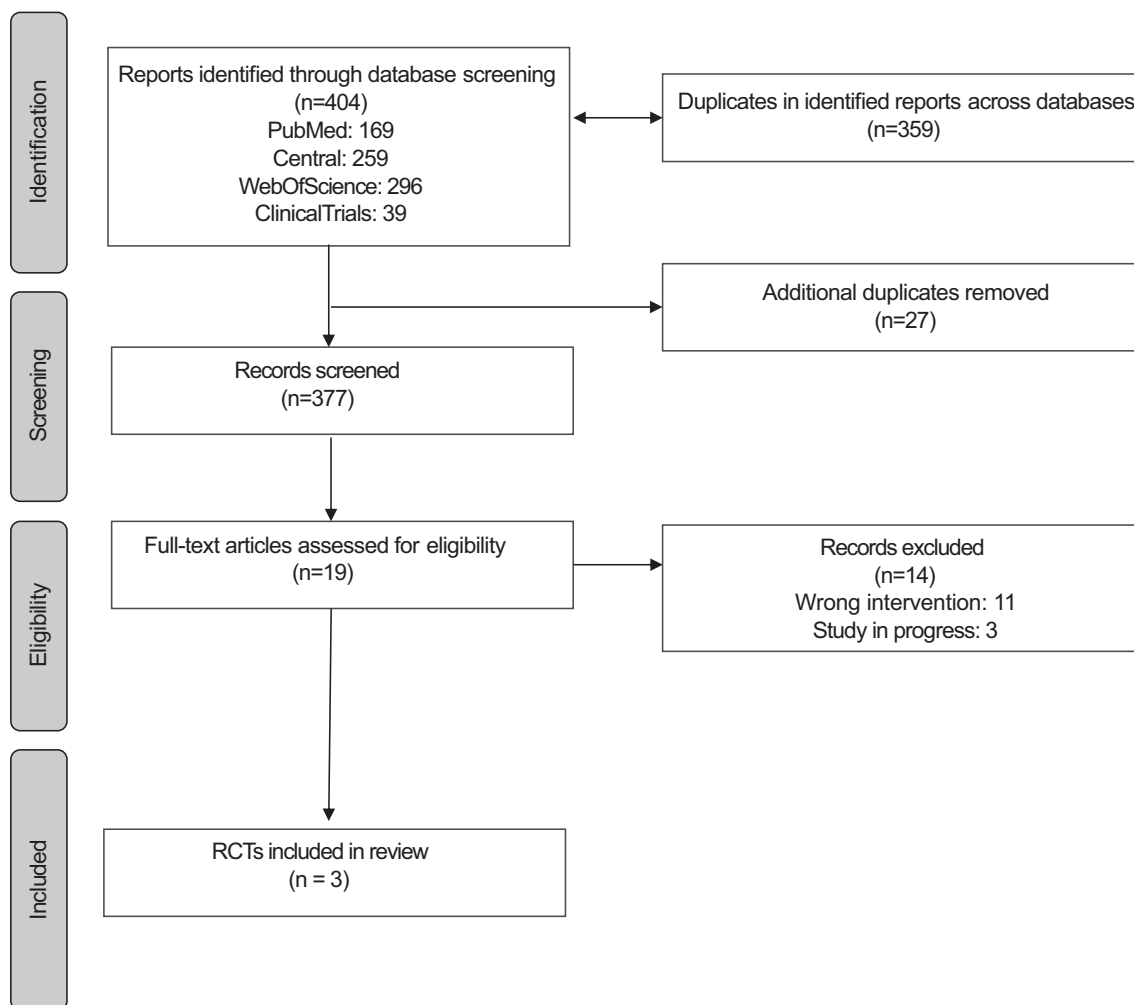 Identification
Reports identified through database screening
(n=404)
PubMed: 169
Central: 259
WebOfScience: 296
ClinicalTrials: 39
Duplicates in identified reports across databases
(n=359)
Screening
Additional duplicates removed
(n=27)
Records screened
(n=377)
Eligibility
Full-text articles assessed for eligibility
(n=19)
Records excluded
(n=14)
Wrong intervention: 11
Study in progress: 3
Included
RCTs included in review
(n = 3)